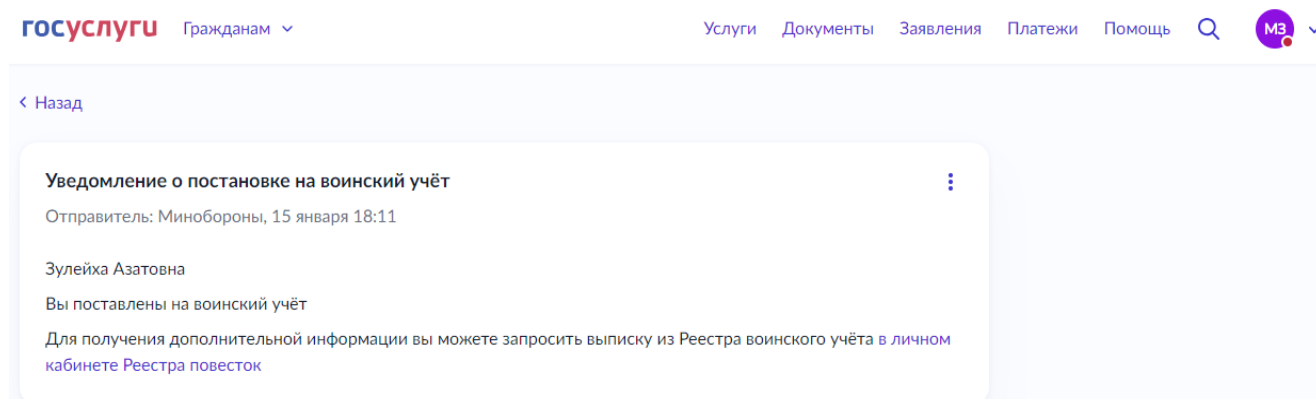 госуслуги Гражданам Услуги Документы Заявления Платежи Помощь МЗ
Назад
Уведомление о постановке на воинский учёт
Отправитель: Минобороны, 15 января 18:11
Зулейха Азатовна
Вы поставлены на воинский учёт
Для получения дополнительной информации вы можете запросить выписку из Реестра воинского учёта в личном
кабинете Реестра повесток